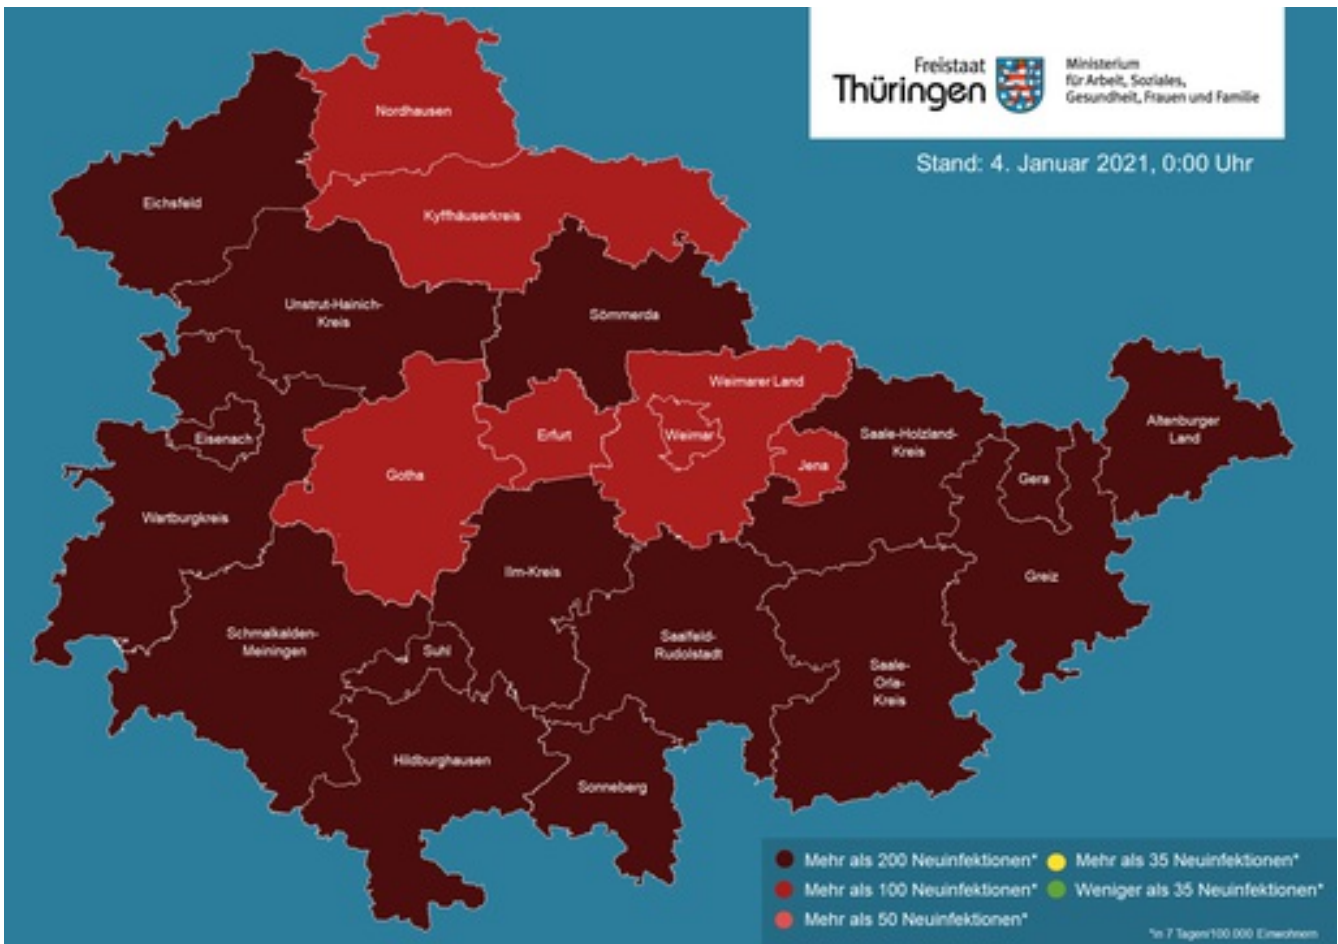 Freistaat
Thüringen
Ministerium
für Arbeit, Soziales,
Gesundheit, Frauen und Familie
Stand: 4. Januar 2021, 0:00 Uhr
Nordhausen
Eichsfeld
Kyffhäuserkreis
Unstrut-Hainich-
Kreis
Sömmerda
Weimarer Land
Eisenach
Gotha
Erfurt
Weimar
Jena
Saale-Holzland-
Kreis
Gera
Altenburger
Land
Wartburgkreis
Ilm-Kreis
Greiz
Schmalkalden-
Meiningen
Suhl
Saalfeld-
Rudolstadt
Saale-
Orla-
Kreis
Hildburghausen
Sonneberg
Mehr als 200 Neuinfektionen*
Mehr als 35 Neuinfektionen*
Mehr als 100 Neuinfektionen*
Weniger als 35 Neuinfektionen*
Mehr als 50 Neuinfektionen*
*in 7 Tagen/100.000 Einwohnern